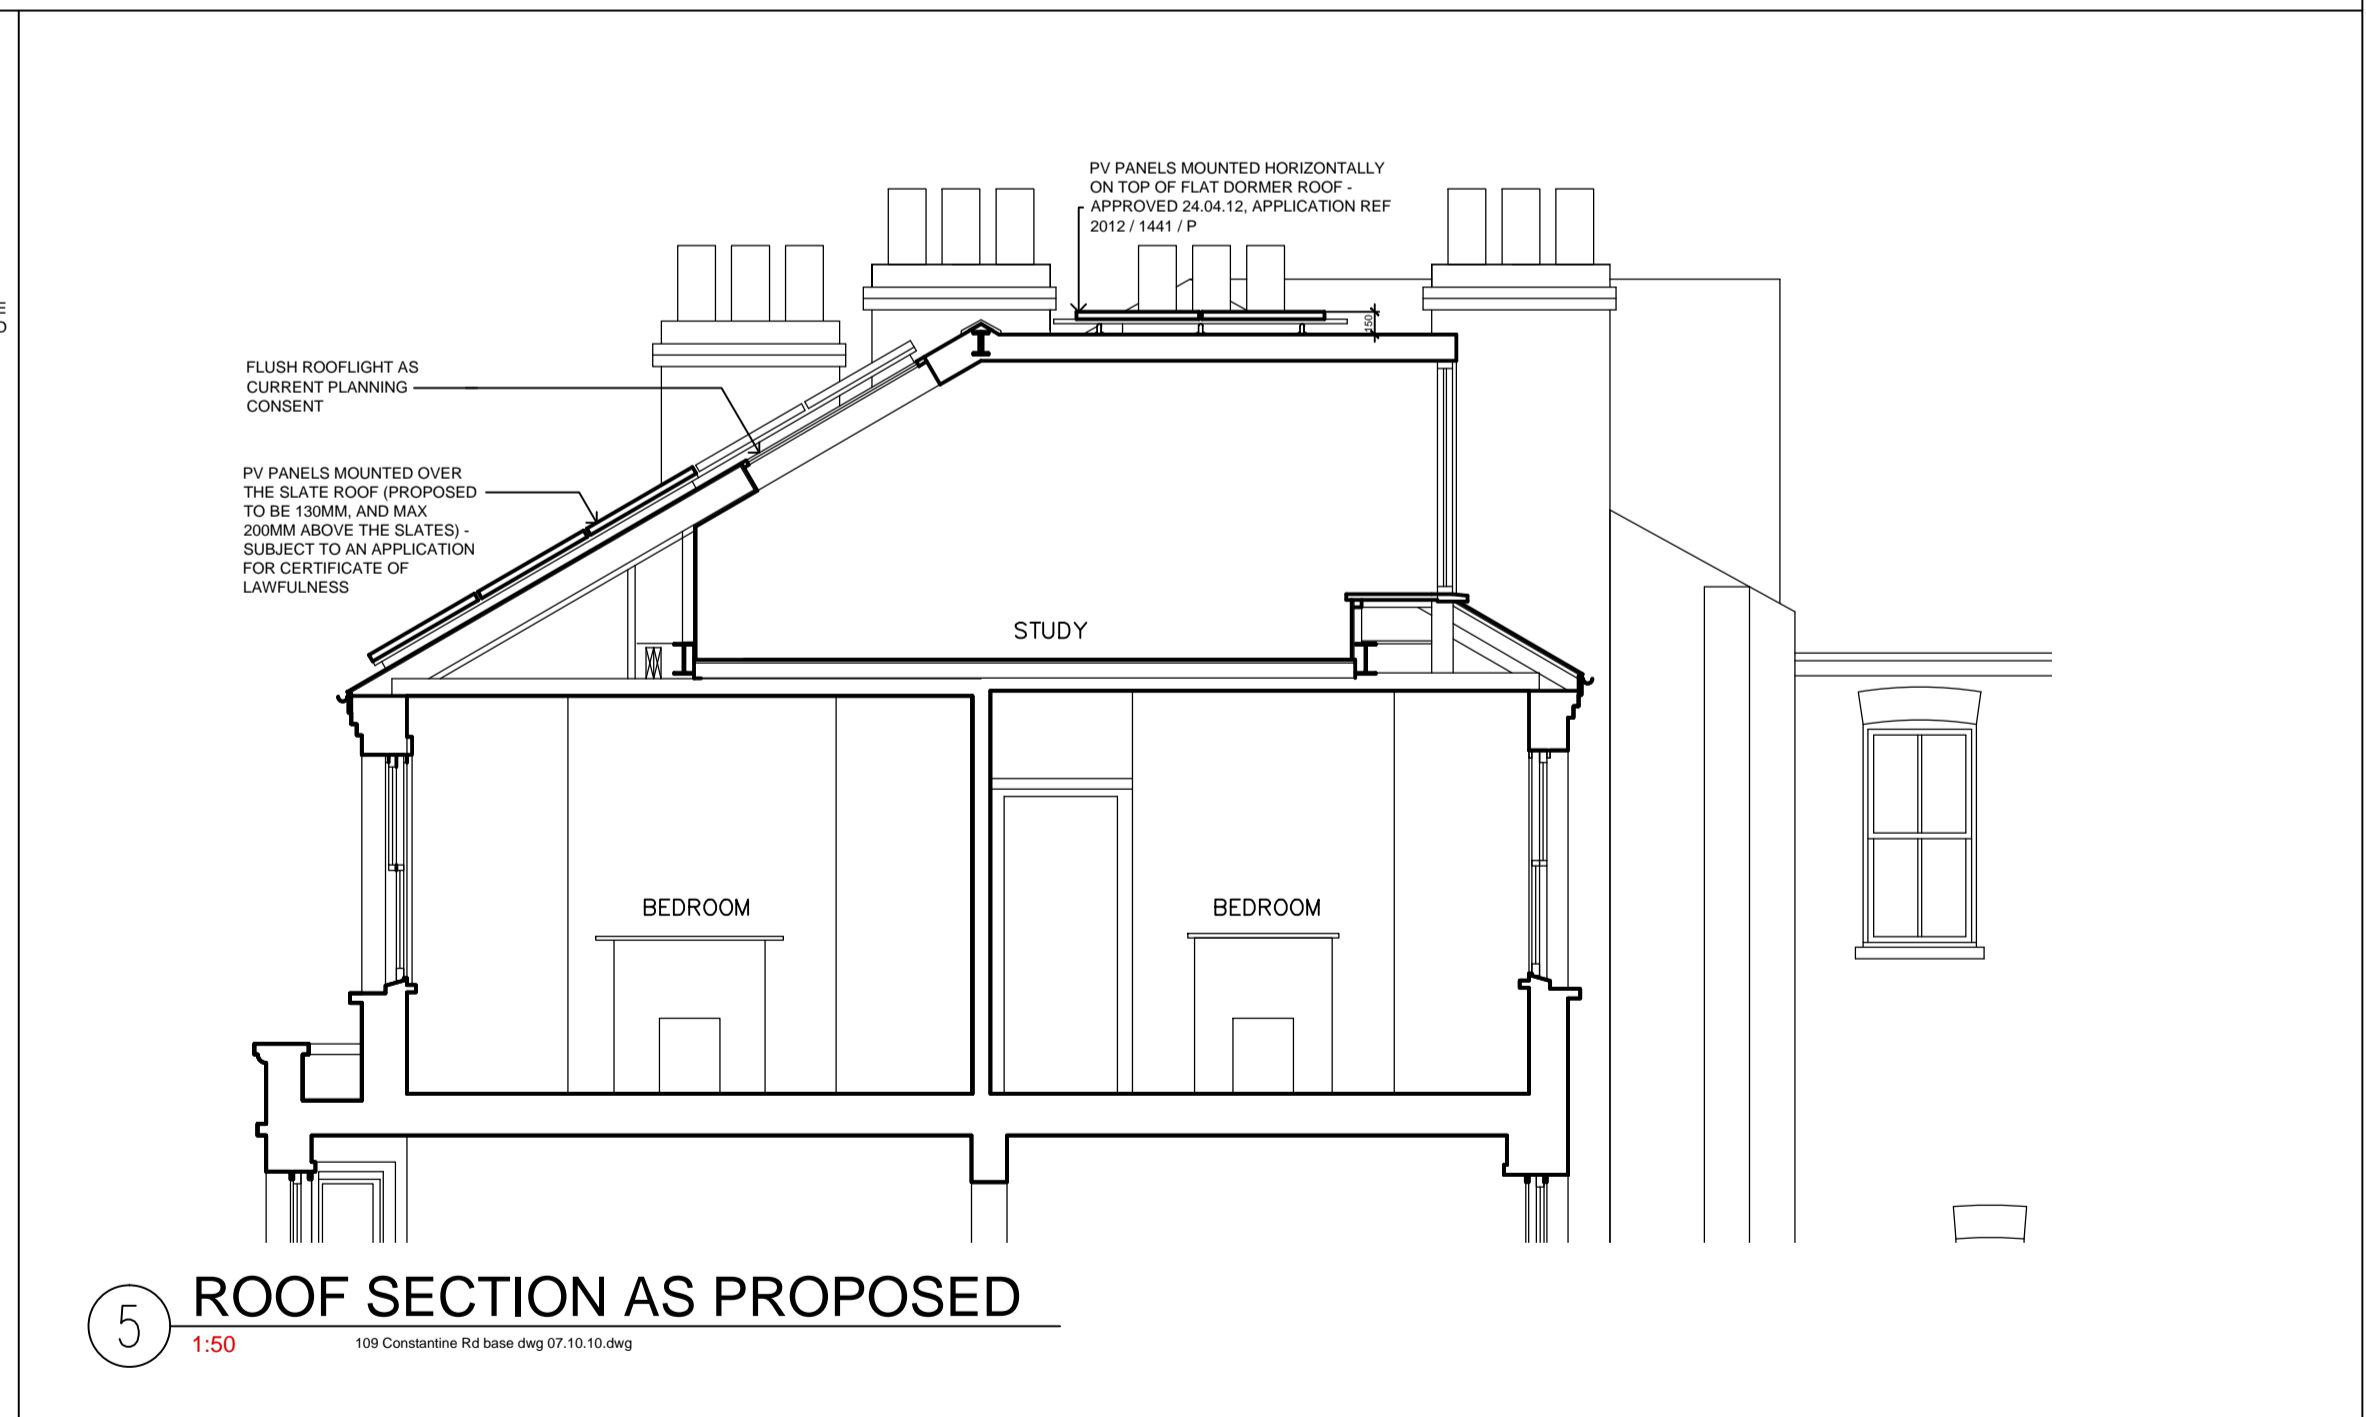 PV PANELS MOUNTED HORIZONTALLY
ON TOP OF FLAT DORMER ROOF -
APPROVED 24.04.12, APPLICATION REF
2012 / 1441 / P
150
FLUSH ROOFLIGHT AS
CURRENT PLANNING
CONSENT
PV PANELS MOUNTED OVER
THE SLATE ROOF (PROPOSED
TO BE 130MM, AND MAX
200MM ABOVE THE SLATES) -
SUBJECT TO AN APPLICATION
FOR CERTIFICATE OF
LAWFULNESS
STUDY
BEDROOM
BEDROOM
5
ROOF SECTION AS PROPOSED
1:50
109 Constantine Rd base dwg 07.10.10.dwg